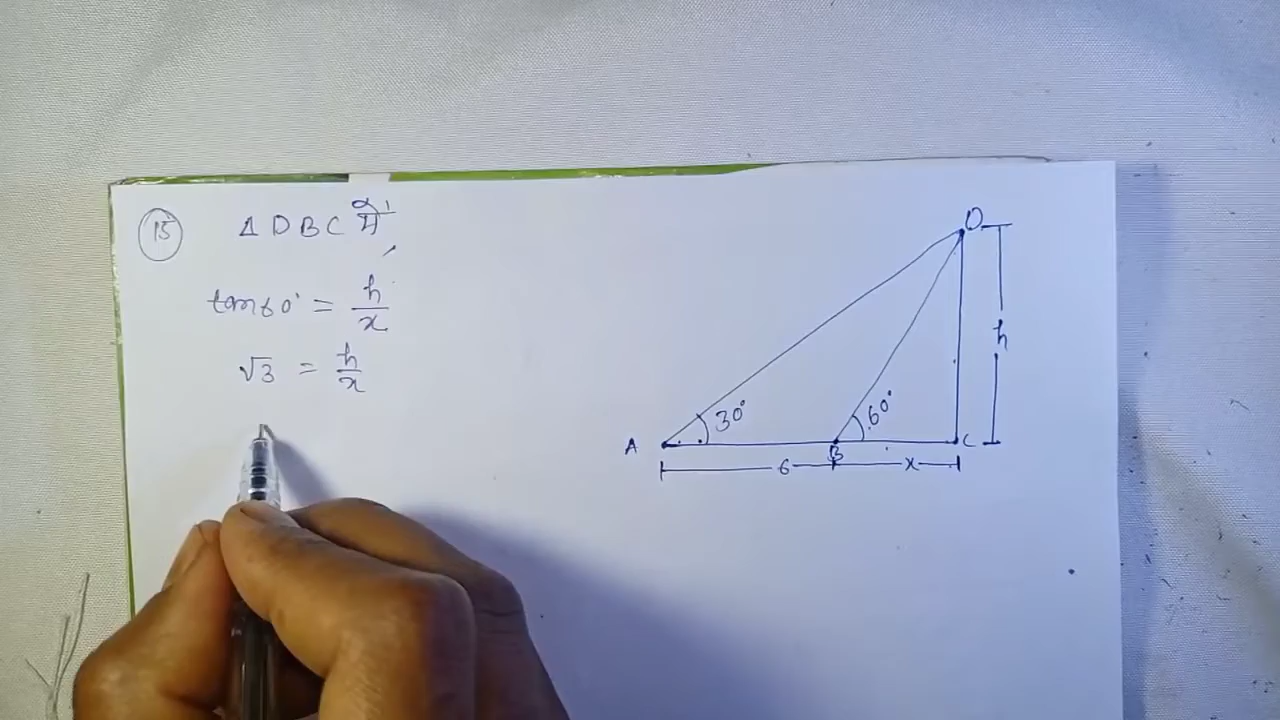 15
Δ DBC में
tan 60° = h/x
√3 = h/x
D
h
30°
60°
A
B
C
6
x